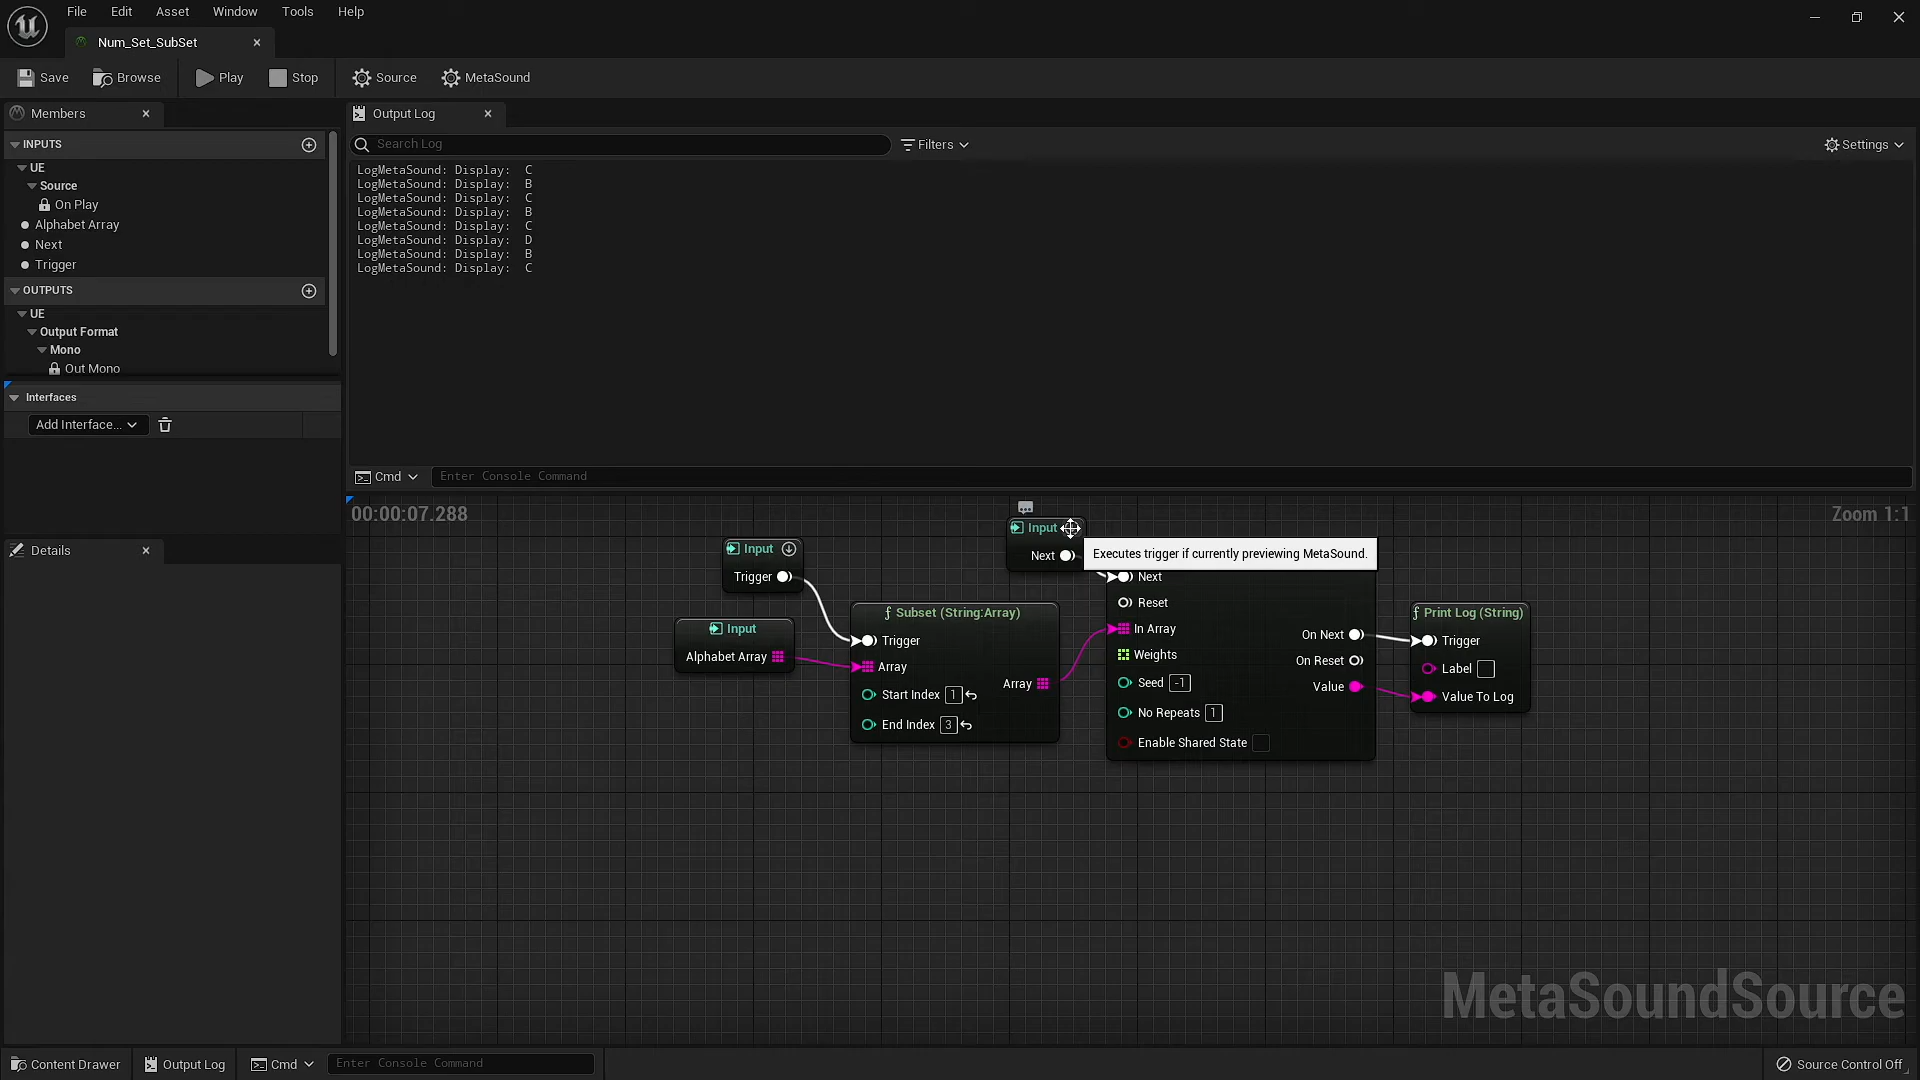 File Edit Asset Window Tools Help
Num_Set_SubSet
Save Browse Play Stop Source MetaSound
Members
INPUTS
UE
Source
On Play
Alphabet Array
Next
Trigger
OUTPUTS
UE
Output Format
Mono
Out Mono
Interfaces
Add Interface...
Details
Output Log
Search Log
Filters
Settings
LogMetaSound: Display: C
LogMetaSound: Display: B
LogMetaSound: Display: C
LogMetaSound: Display: B
LogMetaSound: Display: C
LogMetaSound: Display: D
LogMetaSound: Display: B
LogMetaSound: Display: C
Cmd
Enter Console Command
00:00:07.288
Zoom 1:1
Input
Trigger
Input
Alphabet Array
Subset (String:Array)
Trigger
Array
Start Index 1
End Index 3
Array
Input
Next
Executes trigger if currently previewing MetaSound.
Next
Reset
In Array
Weights
Seed -1
No Repeats 1
Enable Shared State
On Next
On Reset
Value
Print Log (String)
Trigger
Label
Value To Log
MetaSoundSource
Content Drawer Output Log Cmd Enter Console Command Source Control Off